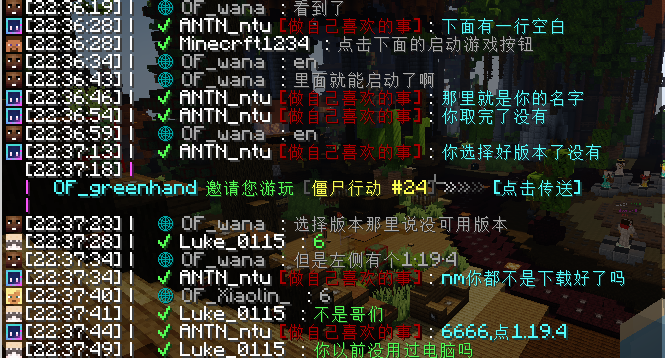 [22:36:19] | OF_wana : 看到了
[22:36:28] | ✓ ANTN_ntu [做自己喜欢的事] : 下面有一行空白
[22:36:28] | ✓ Minecrft1234 : 点击下面的启动游戏按钮
[22:36:34] | OF_wana : en
[22:36:43] | OF_wana : 里面就能启动了啊
[22:36:46] | ✓ ANTN_ntu [做自己喜欢的事] : 那里就是你的名字
[22:36:54] | ✓ ANTN_ntu [做自己喜欢的事] : 你取完了没有
[22:36:59] | OF_wana : en
[22:37:13] | ✓ ANTN_ntu [做自己喜欢的事] : 你选择好版本了没有
[22:37:18] |
| OF_greenhand 邀请您游玩 [僵尸行动 #24] »»» [点击传送]
|
[22:37:23] | OF_wana : 选择版本那里说没可用版本
[22:37:28] | ✓ Luke_0115 : 6
[22:37:34] | OF_wana : 但是左侧有个1.19.4
[22:37:34] | ✓ ANTN_ntu [做自己喜欢的事] : nm你都不是下载好了吗
[22:37:40] | OF_Xiaolin_ : 6
[22:37:41] | ✓ Luke_0115 : 不是哥们
[22:37:44] | ✓ ANTN_ntu [做自己喜欢的事] : 6666,点1.19.4
[22:37:49] | ✓ Luke_0115 : 你以前没用过电脑吗